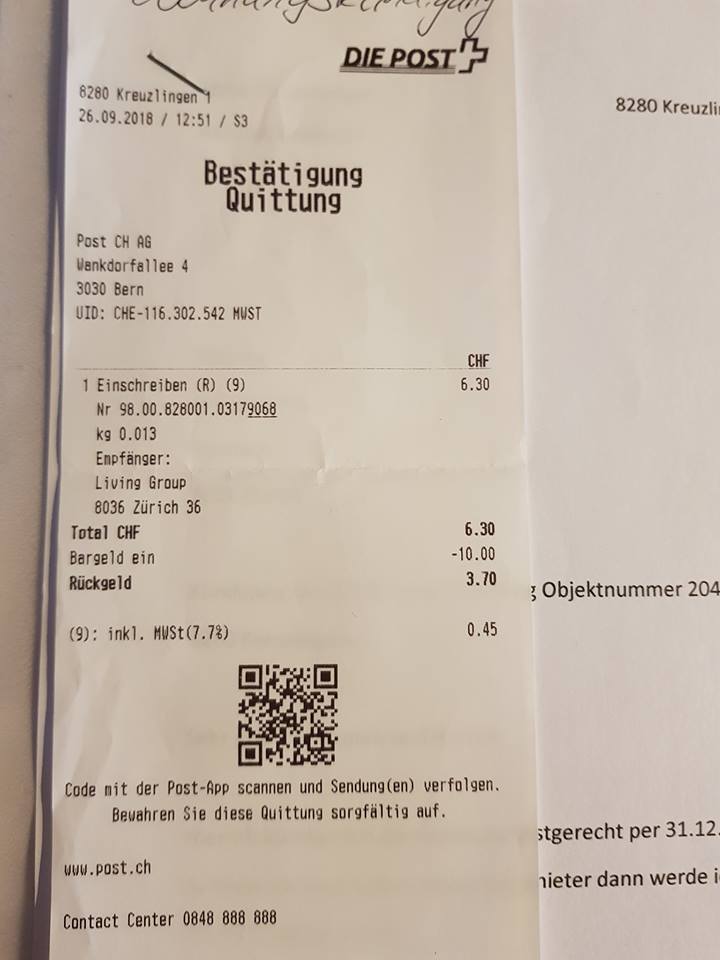 DIE POST
8280 Kreuzlingen 1
26.09.2018 / 12:51 / S3
Bestätigung
Quittung
Post CH AG
Wankdorfallee 4
3030 Bern
UID: CHE-116.302.542 MWST
CHF
1 Einschreiben (R) (9) 6.30
Nr 98.00.828001.03179068
kg 0.013
Empfänger:
Living Group
8036 Zürich 36
Total CHF 6.30
Bargeld ein -10.00
Rückgeld 3.70
(9): inkl. MWSt(7.7%) 0.45
Code mit der Post-App scannen und Sendung(en) verfolgen.
Bewahren Sie diese Quittung sorgfältig auf.
www.post.ch
Contact Center 0848 888 888
8280 Kreuzli
g Objektnummer 204
stgerecht per 31.12.
nieter dann werde i